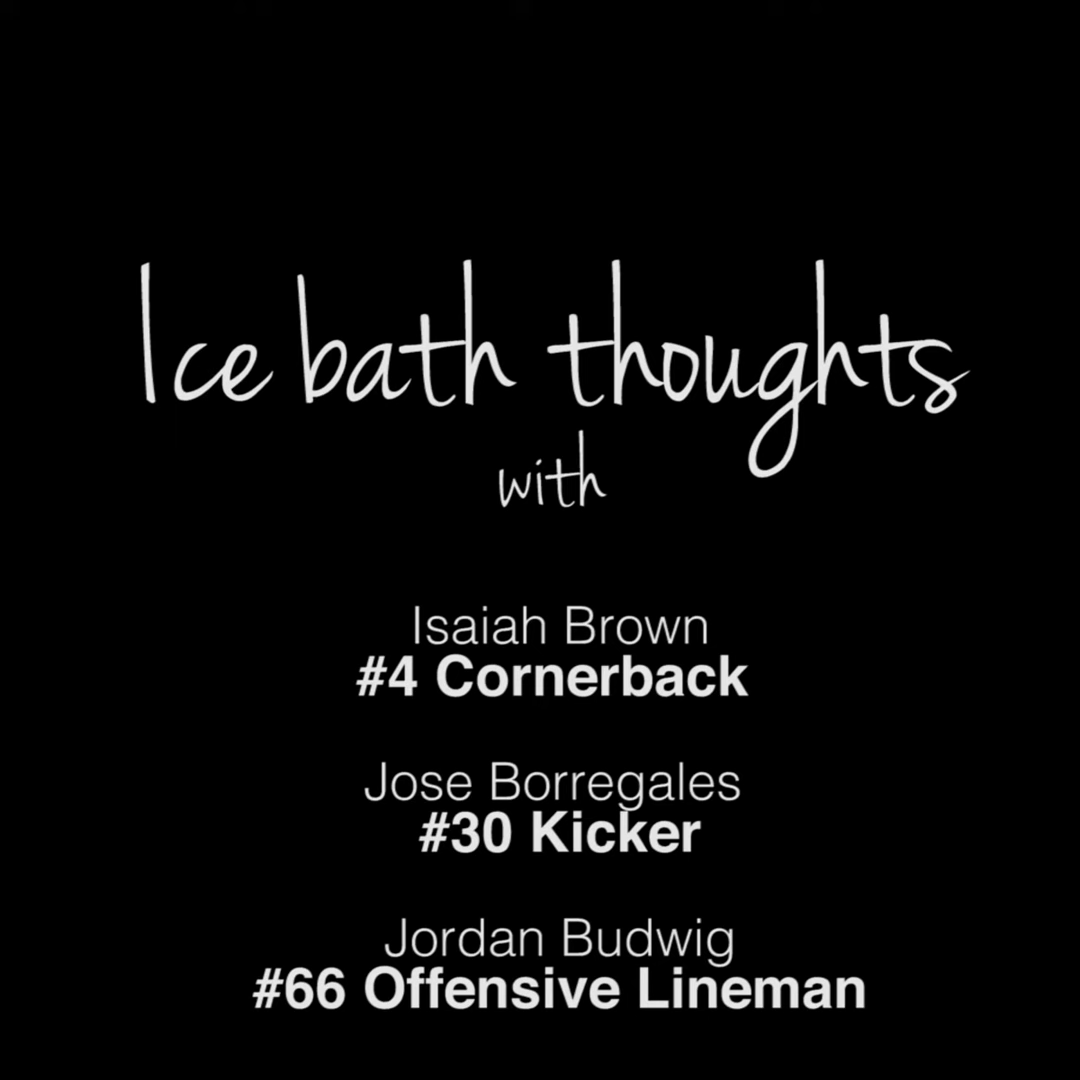 Ice bath thoughts
with
Isaiah Brown
#4 Cornerback
Jose Borregales
#30 Kicker
Jordan Budwig
#66 Offensive Lineman